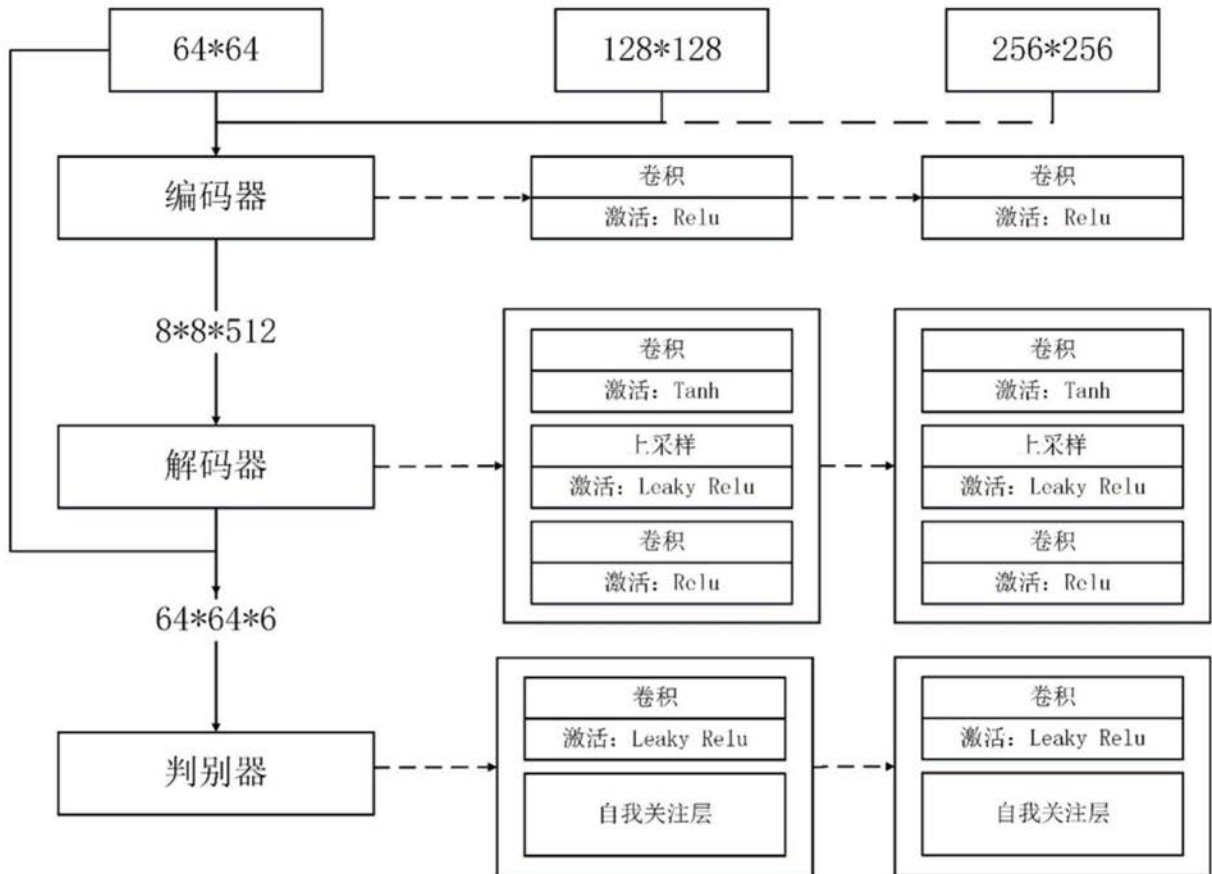 64*64
128*128
256*256
编码器
卷积
激活：Relu
卷积
激活：Relu
8*8*512
解码器
卷积
激活：Tanh
上采样
激活：Leaky Relu
卷积
激活：Relu
卷积
激活：Tanh
上采样
激活：Leaky Relu
卷积
激活：Relu
64*64*6
判别器
卷积
激活：Leaky Relu
自我关注层
卷积
激活：Leaky Relu
自我关注层